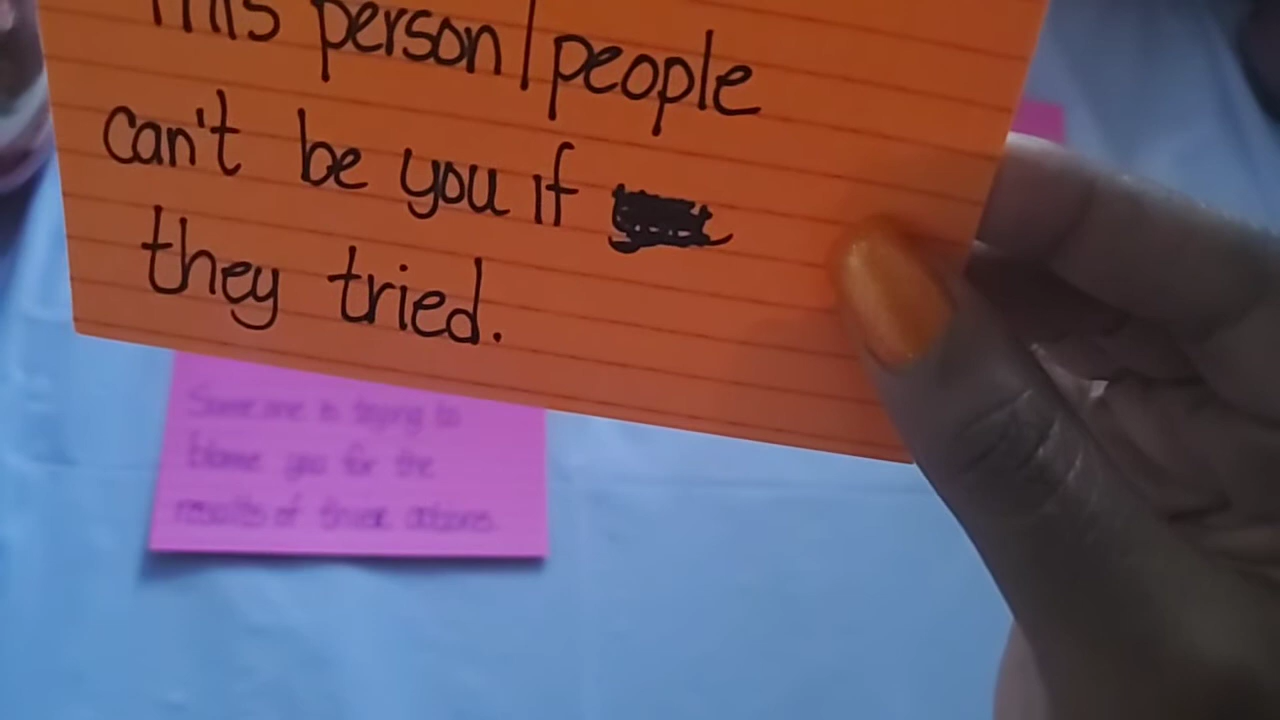 This person/people
can't be you if
they tried.
Someone is trying to
blame you for the
results of their actions.